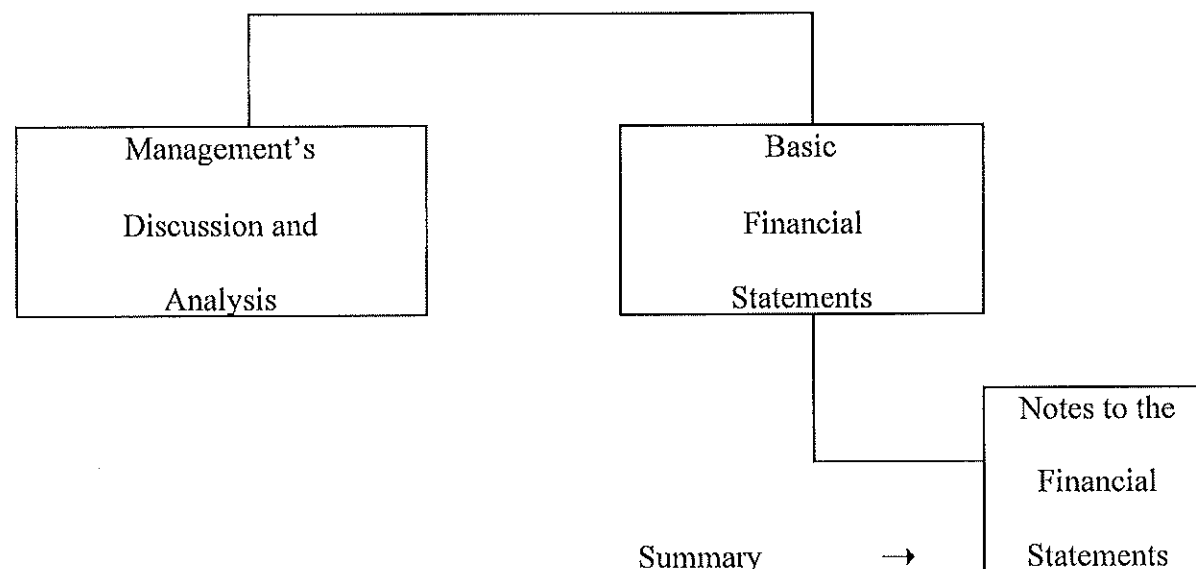 Management’s
Discussion and
Analysis
Basic
Financial
Statements
Notes to the
Financial
Statements
Summary →